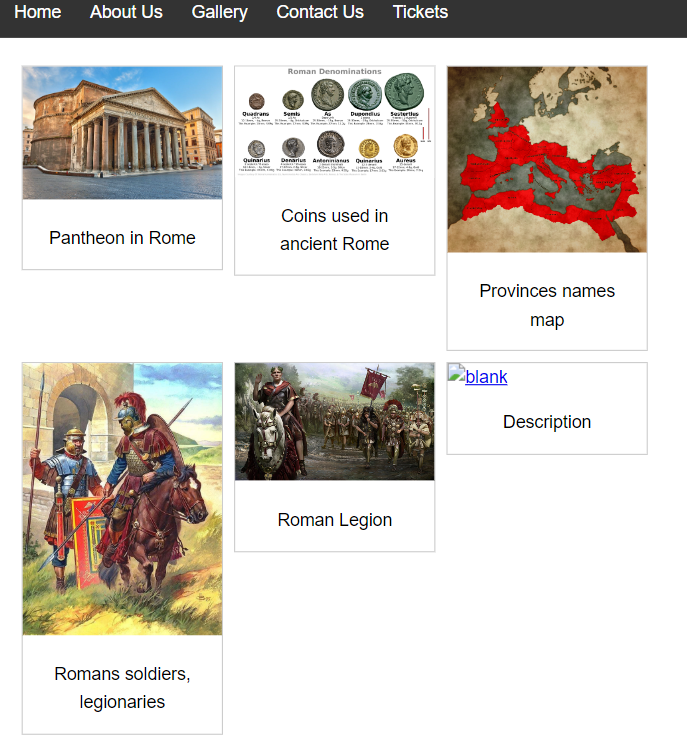 Home About Us Gallery Contact Us Tickets
Roman Denominations
Quadrans Semis As Dupondius Sestertius
Quinarius Denarius Antoninianus Quinarius Aureus
Pantheon in Rome
Coins used in
ancient Rome
Provinces names
map
blank
Description
Roman Legion
Romans soldiers,
legionaries